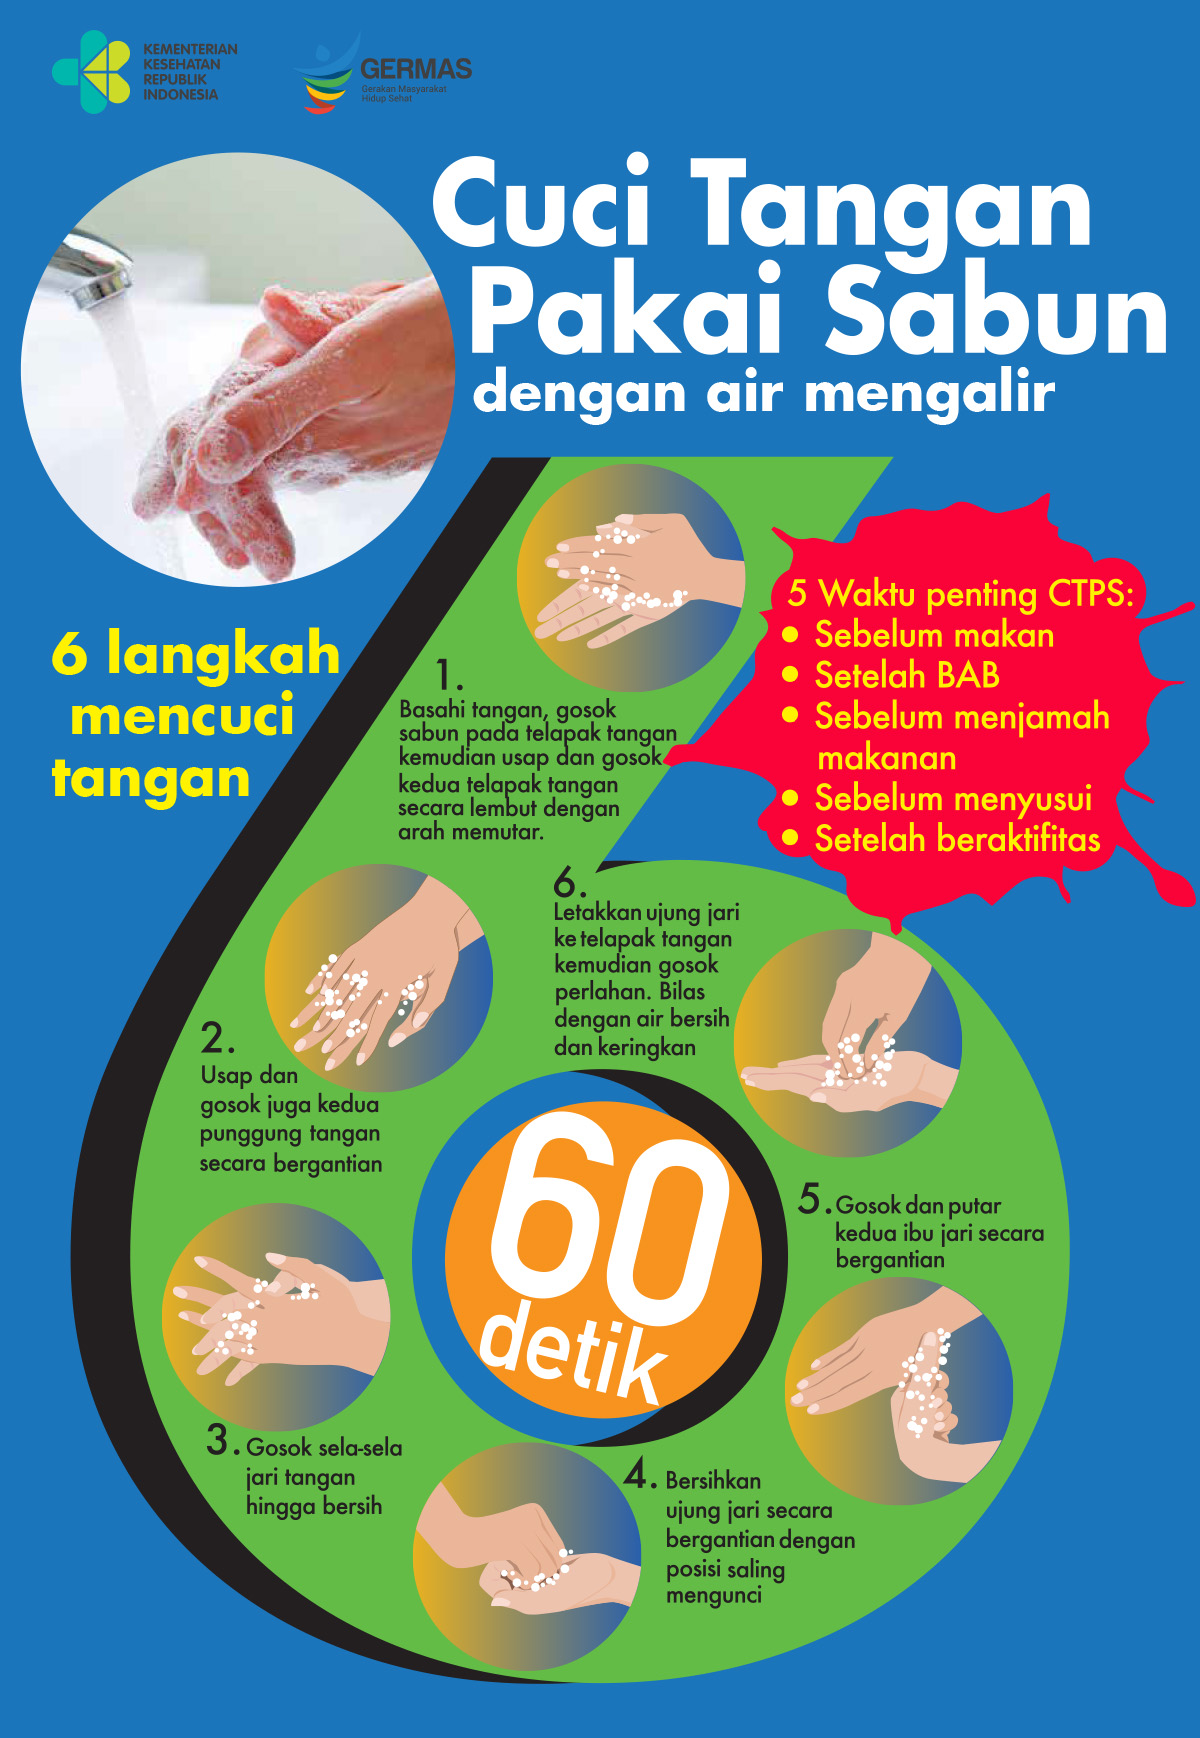 KEMENTERIAN
KESEHATAN
REPUBLIK
INDONESIA
GERMAS
Gerakan Masyarakat
Hidup Sehat
Cuci Tangan
Pakai Sabun
dengan air mengalir
6 langkah
mencuci
tangan
5 Waktu penting CTPS:
• Sebelum makan
• Setelah BAB
• Sebelum menjamah
makanan
• Sebelum menyusui
• Setelah beraktifitas
1.
Basahi tangan, gosok
sabun pada telapak tangan
kemudian usap dan gosok
kedua telapak tangan
secara lembut dengan
arah memutar.
2.
Usap dan
gosok juga kedua
punggung tangan
secara bergantian
3. Gosok sela-sela
jari tangan
hingga bersih
4. Bersihkan
ujung jari secara
bergantian dengan
posisi saling
mengunci
5. Gosok dan putar
kedua ibu jari secara
bergantian
6.
Letakkan ujung jari
ke telapak tangan
kemudian gosok
perlahan. Bilas
dengan air bersih
dan keringkan
60
detik